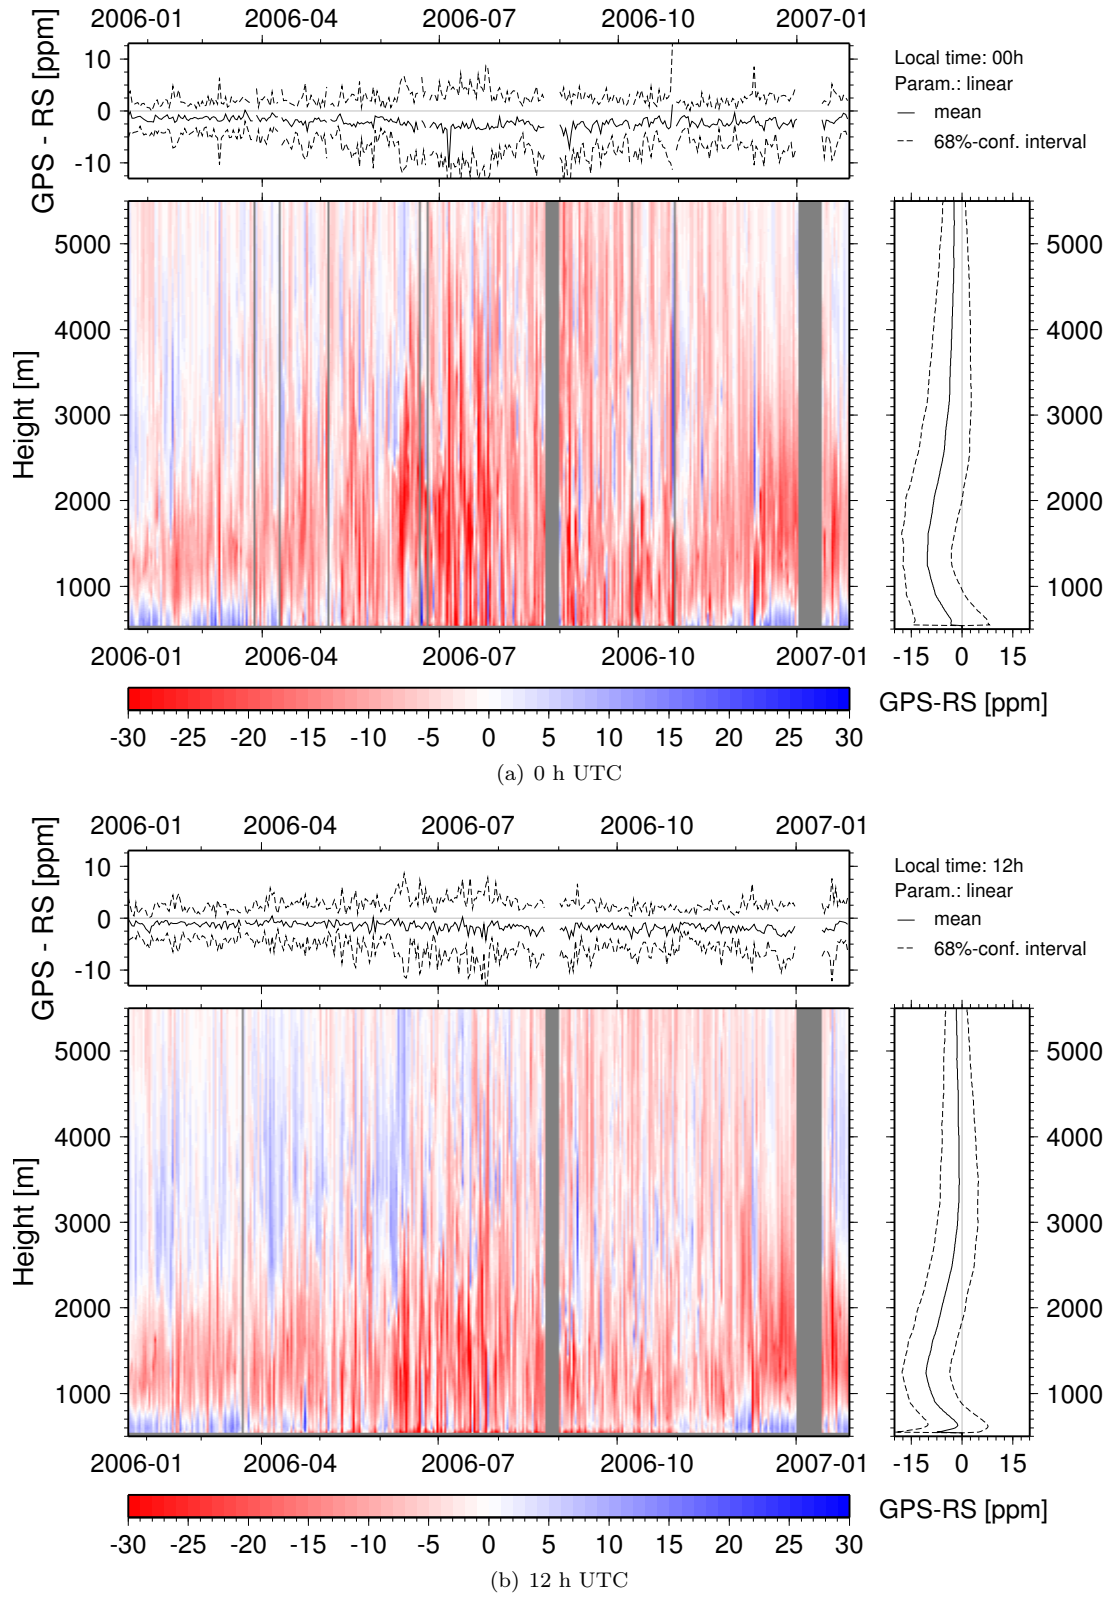 2006-01 2006-04 2006-07 2006-10 2007-01
GPS - RS [ppm]
10
0
-10
Local time: 00h
Param.: linear
mean
68%-conf. interval
Height [m]
5000
4000
3000
2000
1000
5000
4000
3000
2000
1000
2006-01 2006-04 2006-07 2006-10 2007-01
-15 0 15
-30 -25 -20 -15 -10 -5 0 5 10 15 20 25 30
GPS-RS [ppm]
(a) 0 h UTC
2006-01 2006-04 2006-07 2006-10 2007-01
GPS - RS [ppm]
10
0
-10
Local time: 12h
Param.: linear
mean
68%-conf. interval
Height [m]
5000
4000
3000
2000
1000
5000
4000
3000
2000
1000
2006-01 2006-04 2006-07 2006-10 2007-01
-15 0 15
-30 -25 -20 -15 -10 -5 0 5 10 15 20 25 30
GPS-RS [ppm]
(b) 12 h UTC